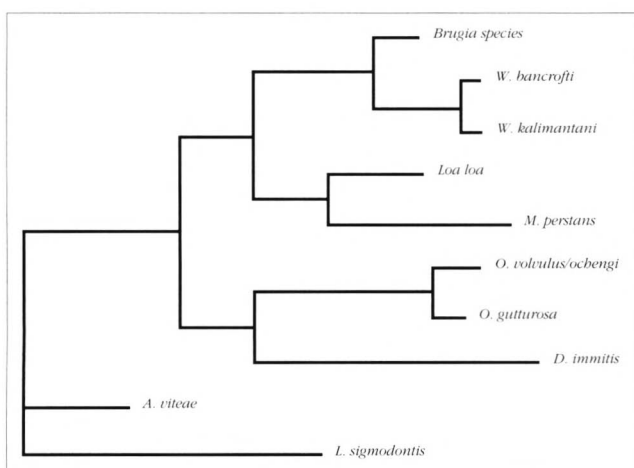 Brugia species
W. bancrofti
W. kalimantani
Loa loa
M. perstans
O. volvulus/ochengi
O. gutturosa
D. immitis
A. viteae
L. sigmodontis